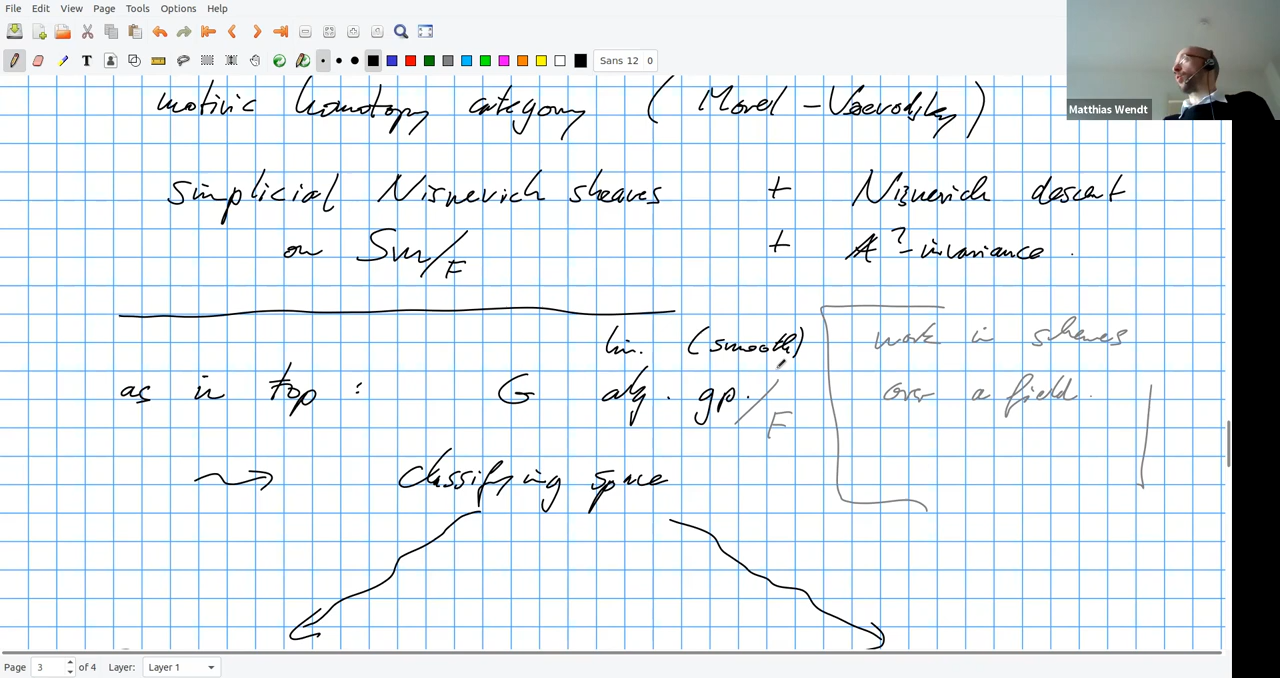 File Edit View Page Tools Options Help
Sans 12 0
Matthias Wendt
motivic homotopy category (Morel-Voevodsky)
simplicial Nisnevich sheaves + Nisnevich descent
on Sm/F + A¹-invariance.
lin. (smooth)
as in top: G alg. gp./F
work in schemes
over a field.
⇝ classifying space
Page 3 of 4 Layer: Layer 1